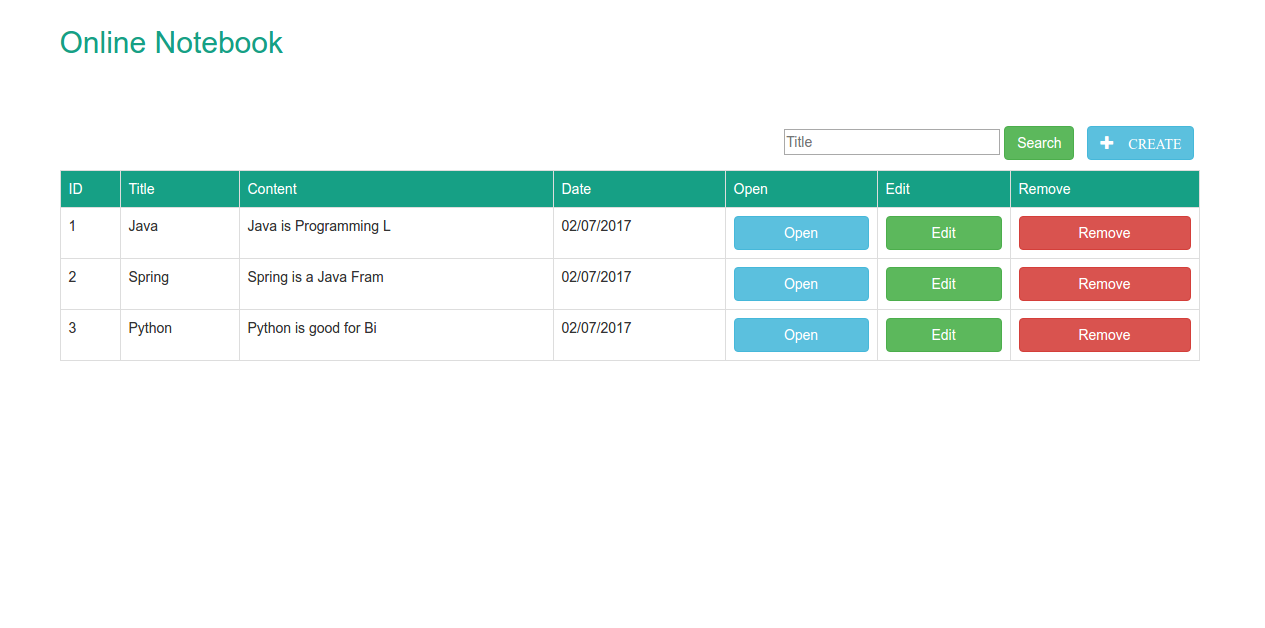 Online Notebook
Title Search CREATE
ID Title Content Date Open Edit Remove
1 Java Java is Programming L 02/07/2017 Open Edit Remove
2 Spring Spring is a Java Fram 02/07/2017 Open Edit Remove
3 Python Python is good for Bi 02/07/2017 Open Edit Remove